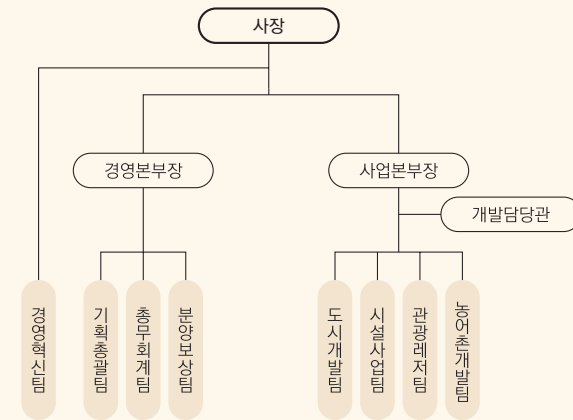 사장
경영본부장
사업본부장
개발담당관
경영혁신팀
기획총괄팀
총무회계팀
분양보상팀
도시개발팀
시설사업팀
관광레저팀
농어촌개발팀